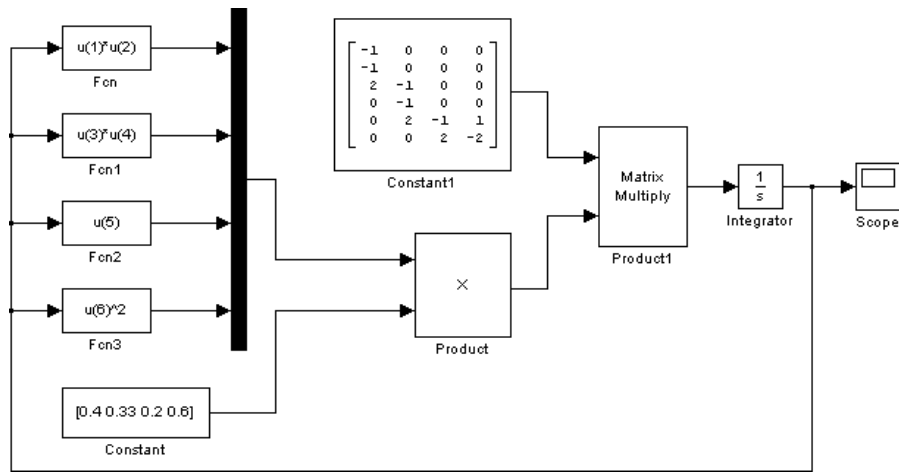 u(1)*u(2)
Fcn
u(3)*u(4)
Fcn1
u(5)
Fcn2
u(6)^2
Fcn3
[0.4 0.33 0.2 0.6]
Constant
-1 0 0 0
-1 0 0 0
2 -1 0 0
0 -1 0 0
0 2 -1 1
0 0 2 -2
Constant1
×
Product
Matrix
Multiply
Product1
1
s
Integrator
Scope